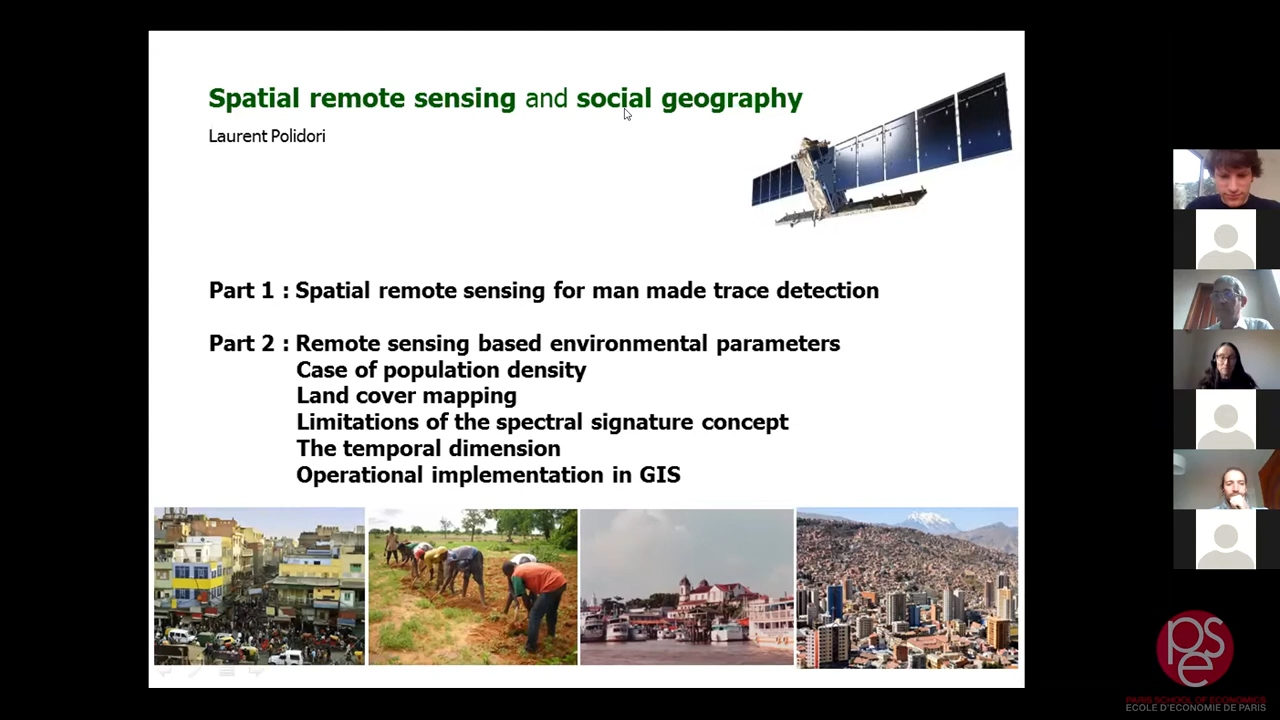 Spatial remote sensing and social geography
Laurent Polidori
Part 1 : Spatial remote sensing for man made trace detection
Part 2 : Remote sensing based environmental parameters
Case of population density
Land cover mapping
Limitations of the spectral signature concept
The temporal dimension
Operational implementation in GIS
pse
PARIS SCHOOL OF ECONOMICS
ECOLE D'ECONOMIE DE PARIS